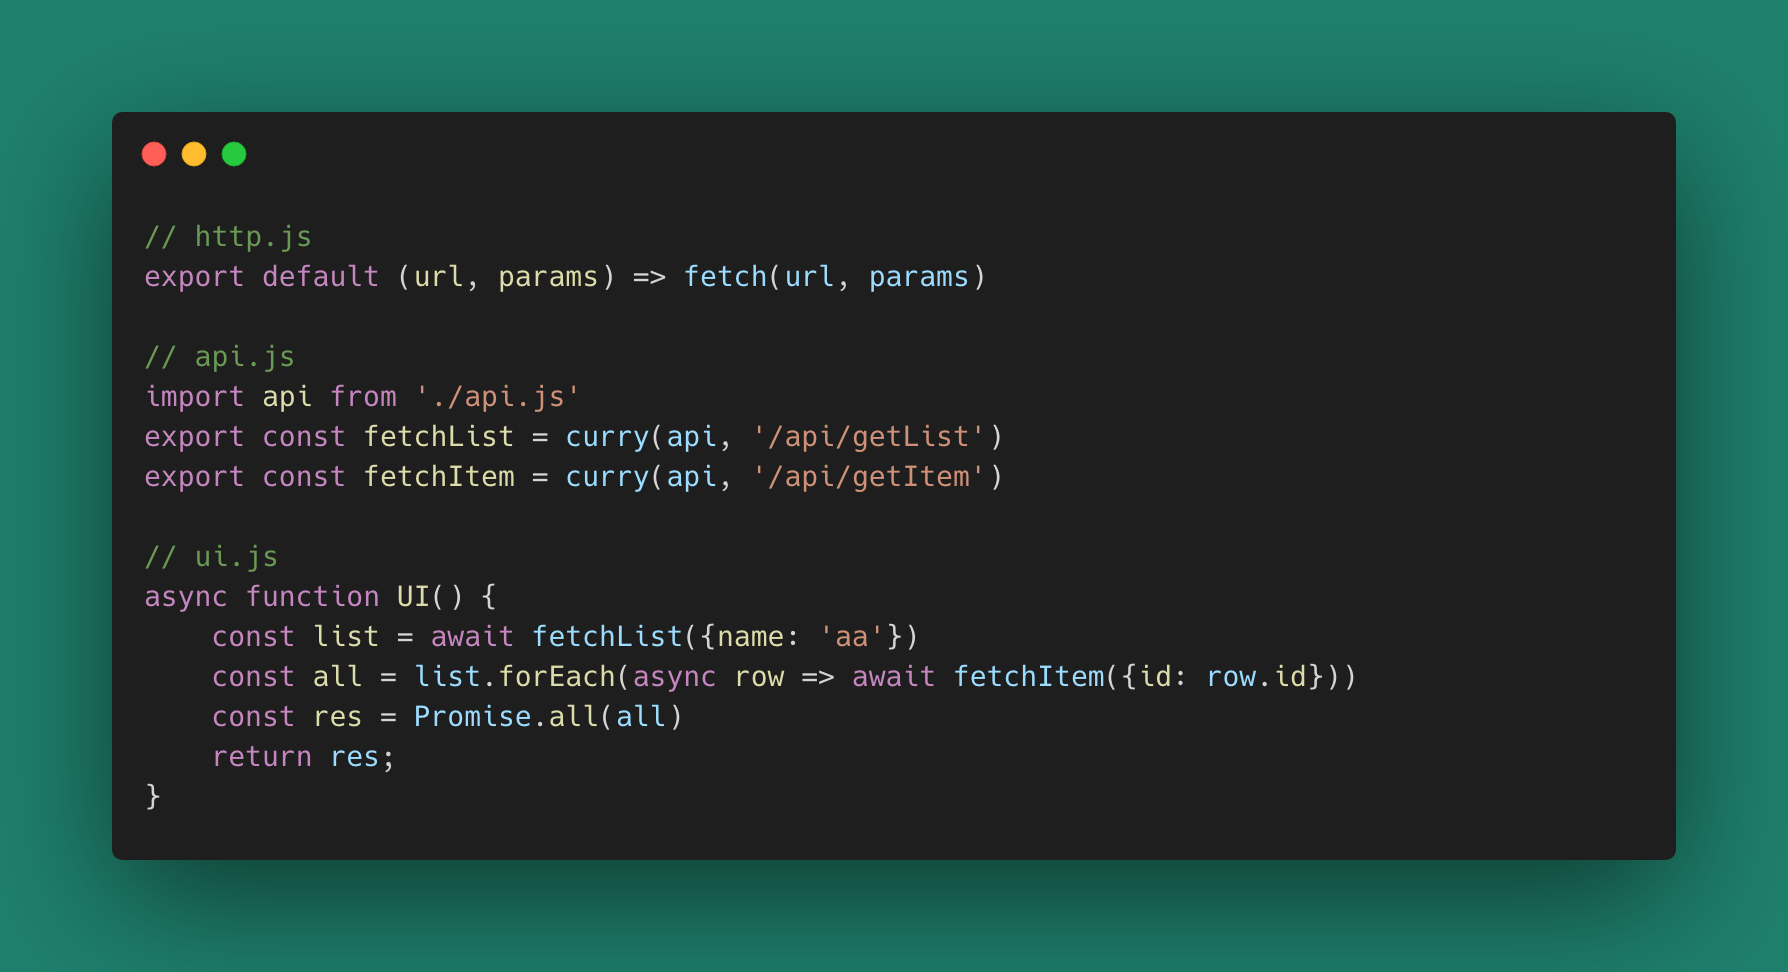 // http.js
export default (url, params) => fetch(url, params)

// api.js
import api from './api.js'
export const fetchList = curry(api, '/api/getList')
export const fetchItem = curry(api, '/api/getItem')

// ui.js
async function UI() {
    const list = await fetchList({name: 'aa'})
    const all = list.forEach(async row => await fetchItem({id: row.id}))
    const res = Promise.all(all)
    return res;
}